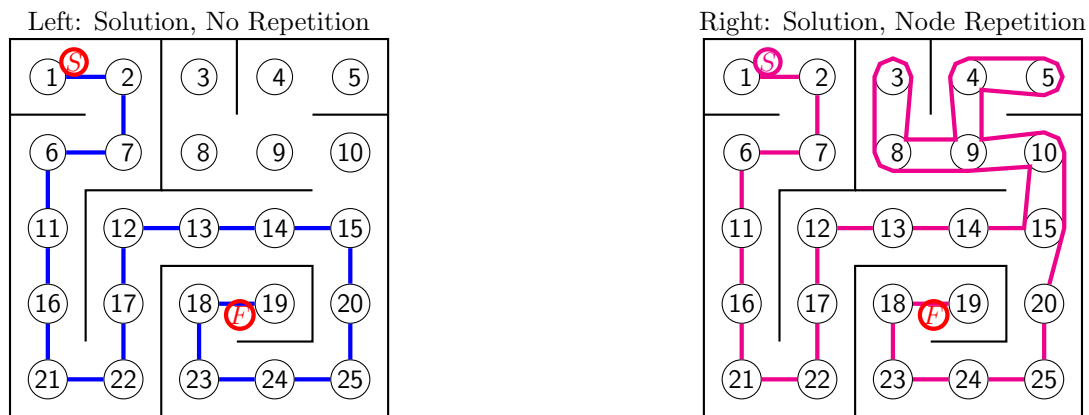 Left: Solution, No Repetition
S
1 2 3 4 5
6 7 8 9 10
11 12 13 14 15
16 17 18 19 20
F
21 22 23 24 25
Right: Solution, Node Repetition
S
1 2 3 4 5
6 7 8 9 10
11 12 13 14 15
16 17 18 19 20
F
21 22 23 24 25